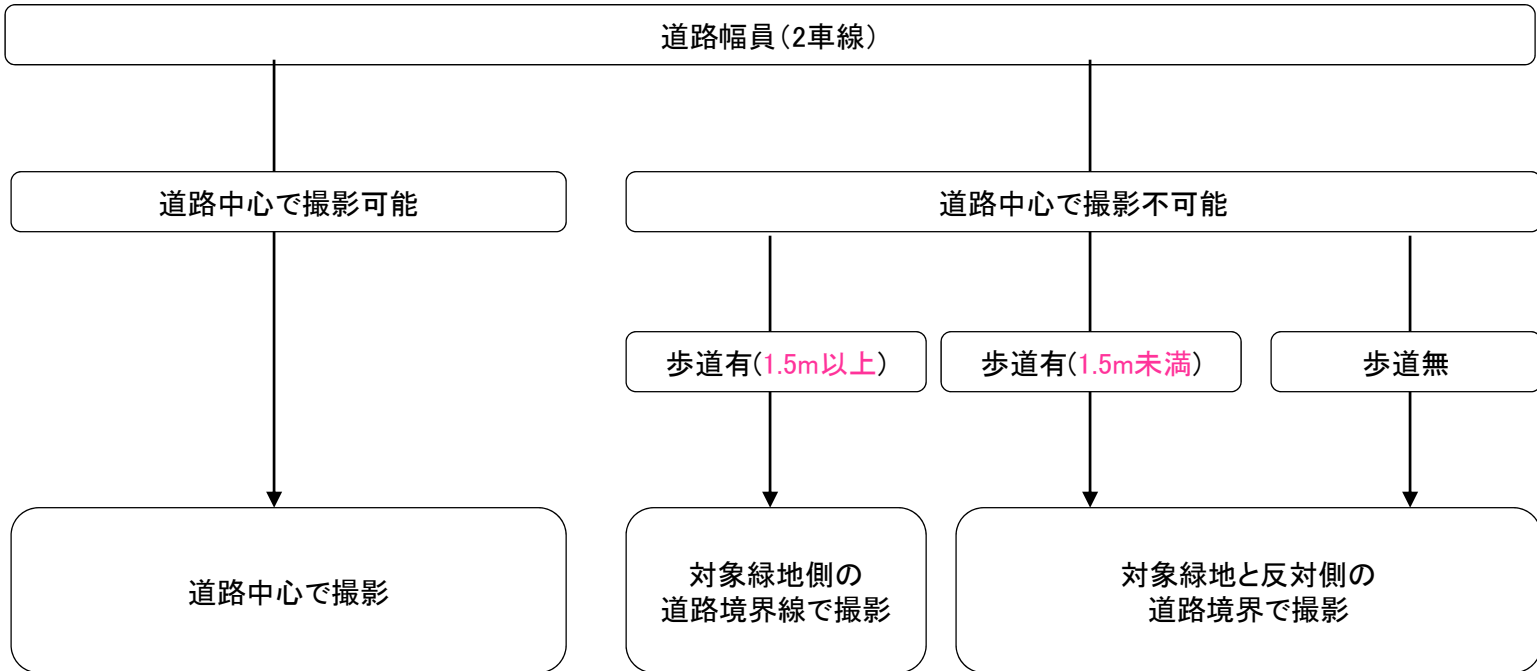 道路幅員(2車線)
道路中心で撮影可能
道路中心で撮影不可能
歩道有(1.5m以上)
歩道有(1.5m未満)
歩道無
道路中心で撮影
対象緑地側の
道路境界線で撮影
対象緑地と反対側の
道路境界で撮影